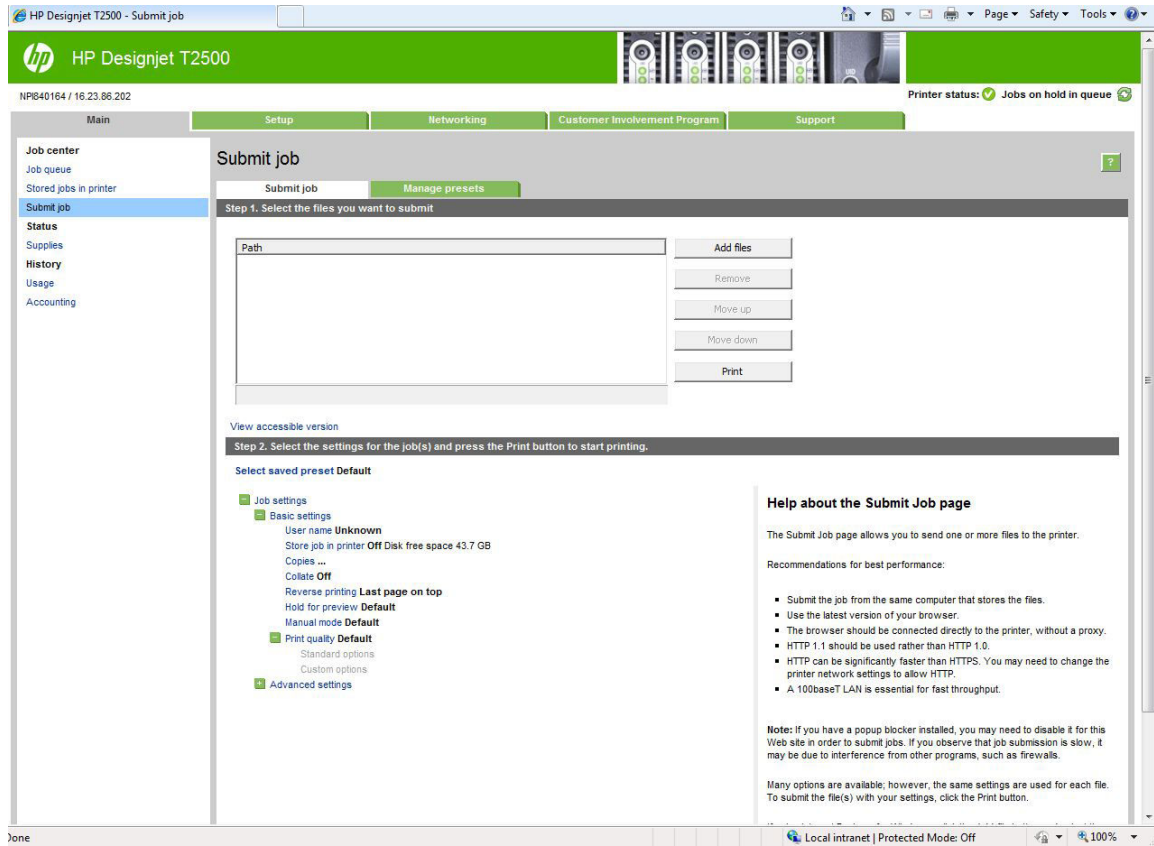 HP Designjet T2500 - Submit job
Page Safety Tools
hp HP Designjet T2500
NPI840164 / 16.23.86.202
Printer status: Jobs on hold in queue
Main Setup Networking Customer Involvement Program Support
Job center
Job queue
Stored jobs in printer
Submit job
Status
Supplies
History
Usage
Accounting
Submit job
?
Submit job Manage presets
Step 1. Select the files you want to submit
Path
Add files
Remove
Move up
Move down
Print
View accessible version
Step 2. Select the settings for the job(s) and press the Print button to start printing.
Select saved preset Default
Job settings
Basic settings
User name Unknown
Store job in printer Off Disk free space 43.7 GB
Copies ...
Collate Off
Reverse printing Last page on top
Hold for preview Default
Manual mode Default
Print quality Default
Standard options
Custom options
Advanced settings
Help about the Submit Job page
The Submit Job page allows you to send one or more files to the printer.
Recommendations for best performance:
Submit the job from the same computer that stores the files.
Use the latest version of your browser.
The browser should be connected directly to the printer, without a proxy.
HTTP 1.1 should be used rather than HTTP 1.0.
HTTP can be significantly faster than HTTPS. You may need to change the
printer network settings to allow HTTP.
A 100baseT LAN is essential for fast throughput.
Note: If you have a popup blocker installed, you may need to disable it for this
Web site in order to submit jobs. If you observe that job submission is slow, it
may be due to interference from other programs, such as firewalls.
Many options are available; however, the same settings are used for each file.
To submit the file(s) with your settings, click the Print button.
Done
Local intranet | Protected Mode: Off
100%